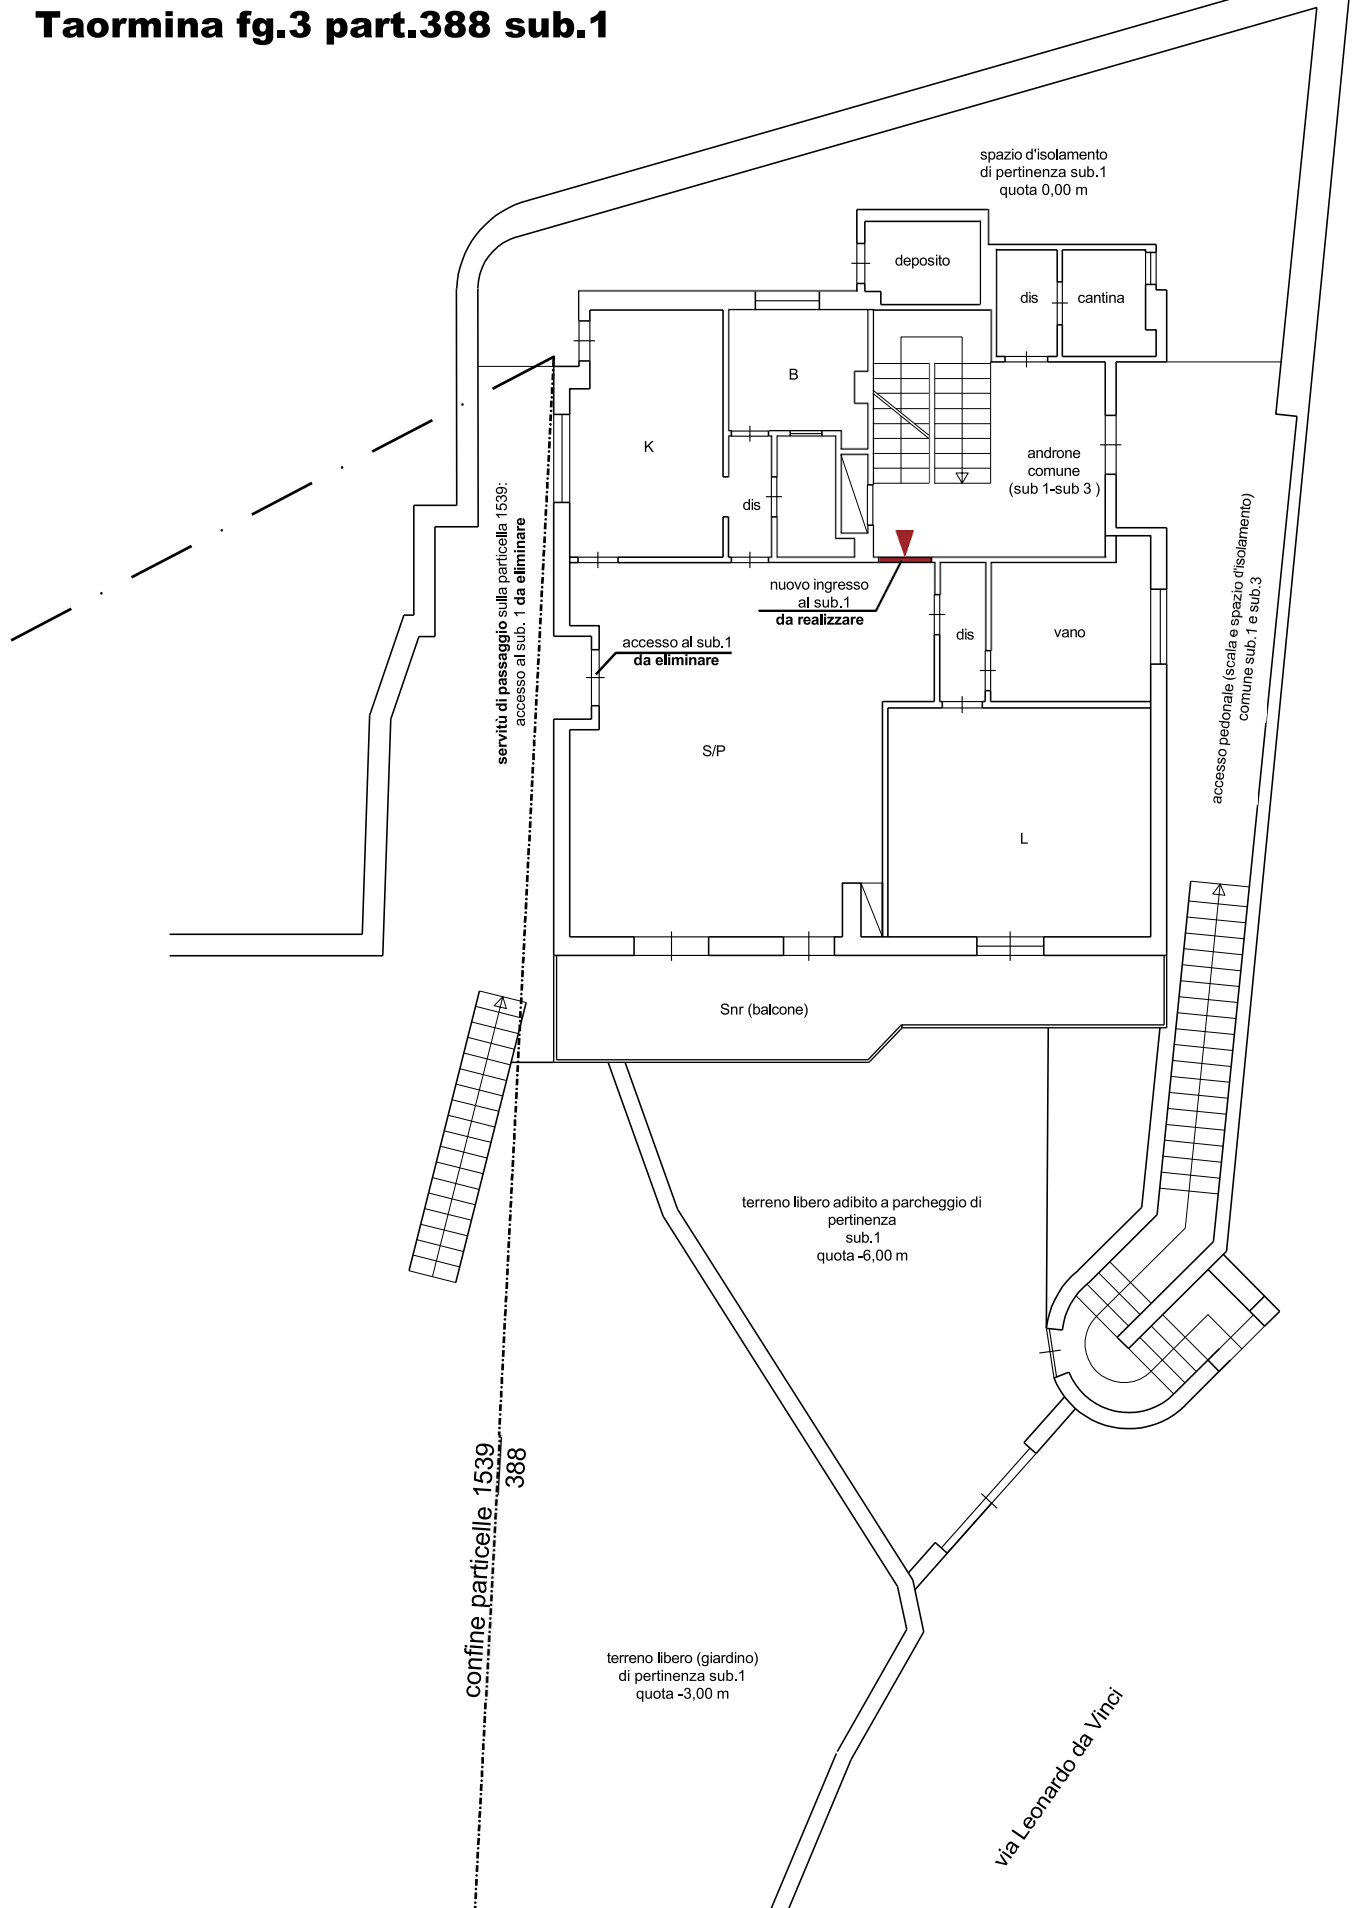 Taormina fg.3 part.388 sub.1
spazio d'isolamento
di pertinenza sub.1
quota 0,00 m
deposito
dis
cantina
B
K
androne
comune
(sub 1-sub 3 )
dis
servitù di passaggio sulla particella 1539:
accesso al sub. 1 da eliminare
nuovo ingresso
al sub.1
da realizzare
accesso al sub.1
da eliminare
dis
vano
accesso pedonale (scala e spazio d'isolamento)
comune sub.1 e sub.3
S/P
L
Snr (balcone)
terreno libero adibito a parcheggio di
pertinenza
sub.1
quota -6,00 m
confine particelle 1539
388
terreno libero (giardino)
di pertinenza sub.1
quota -3,00 m
via Leonardo da Vinci